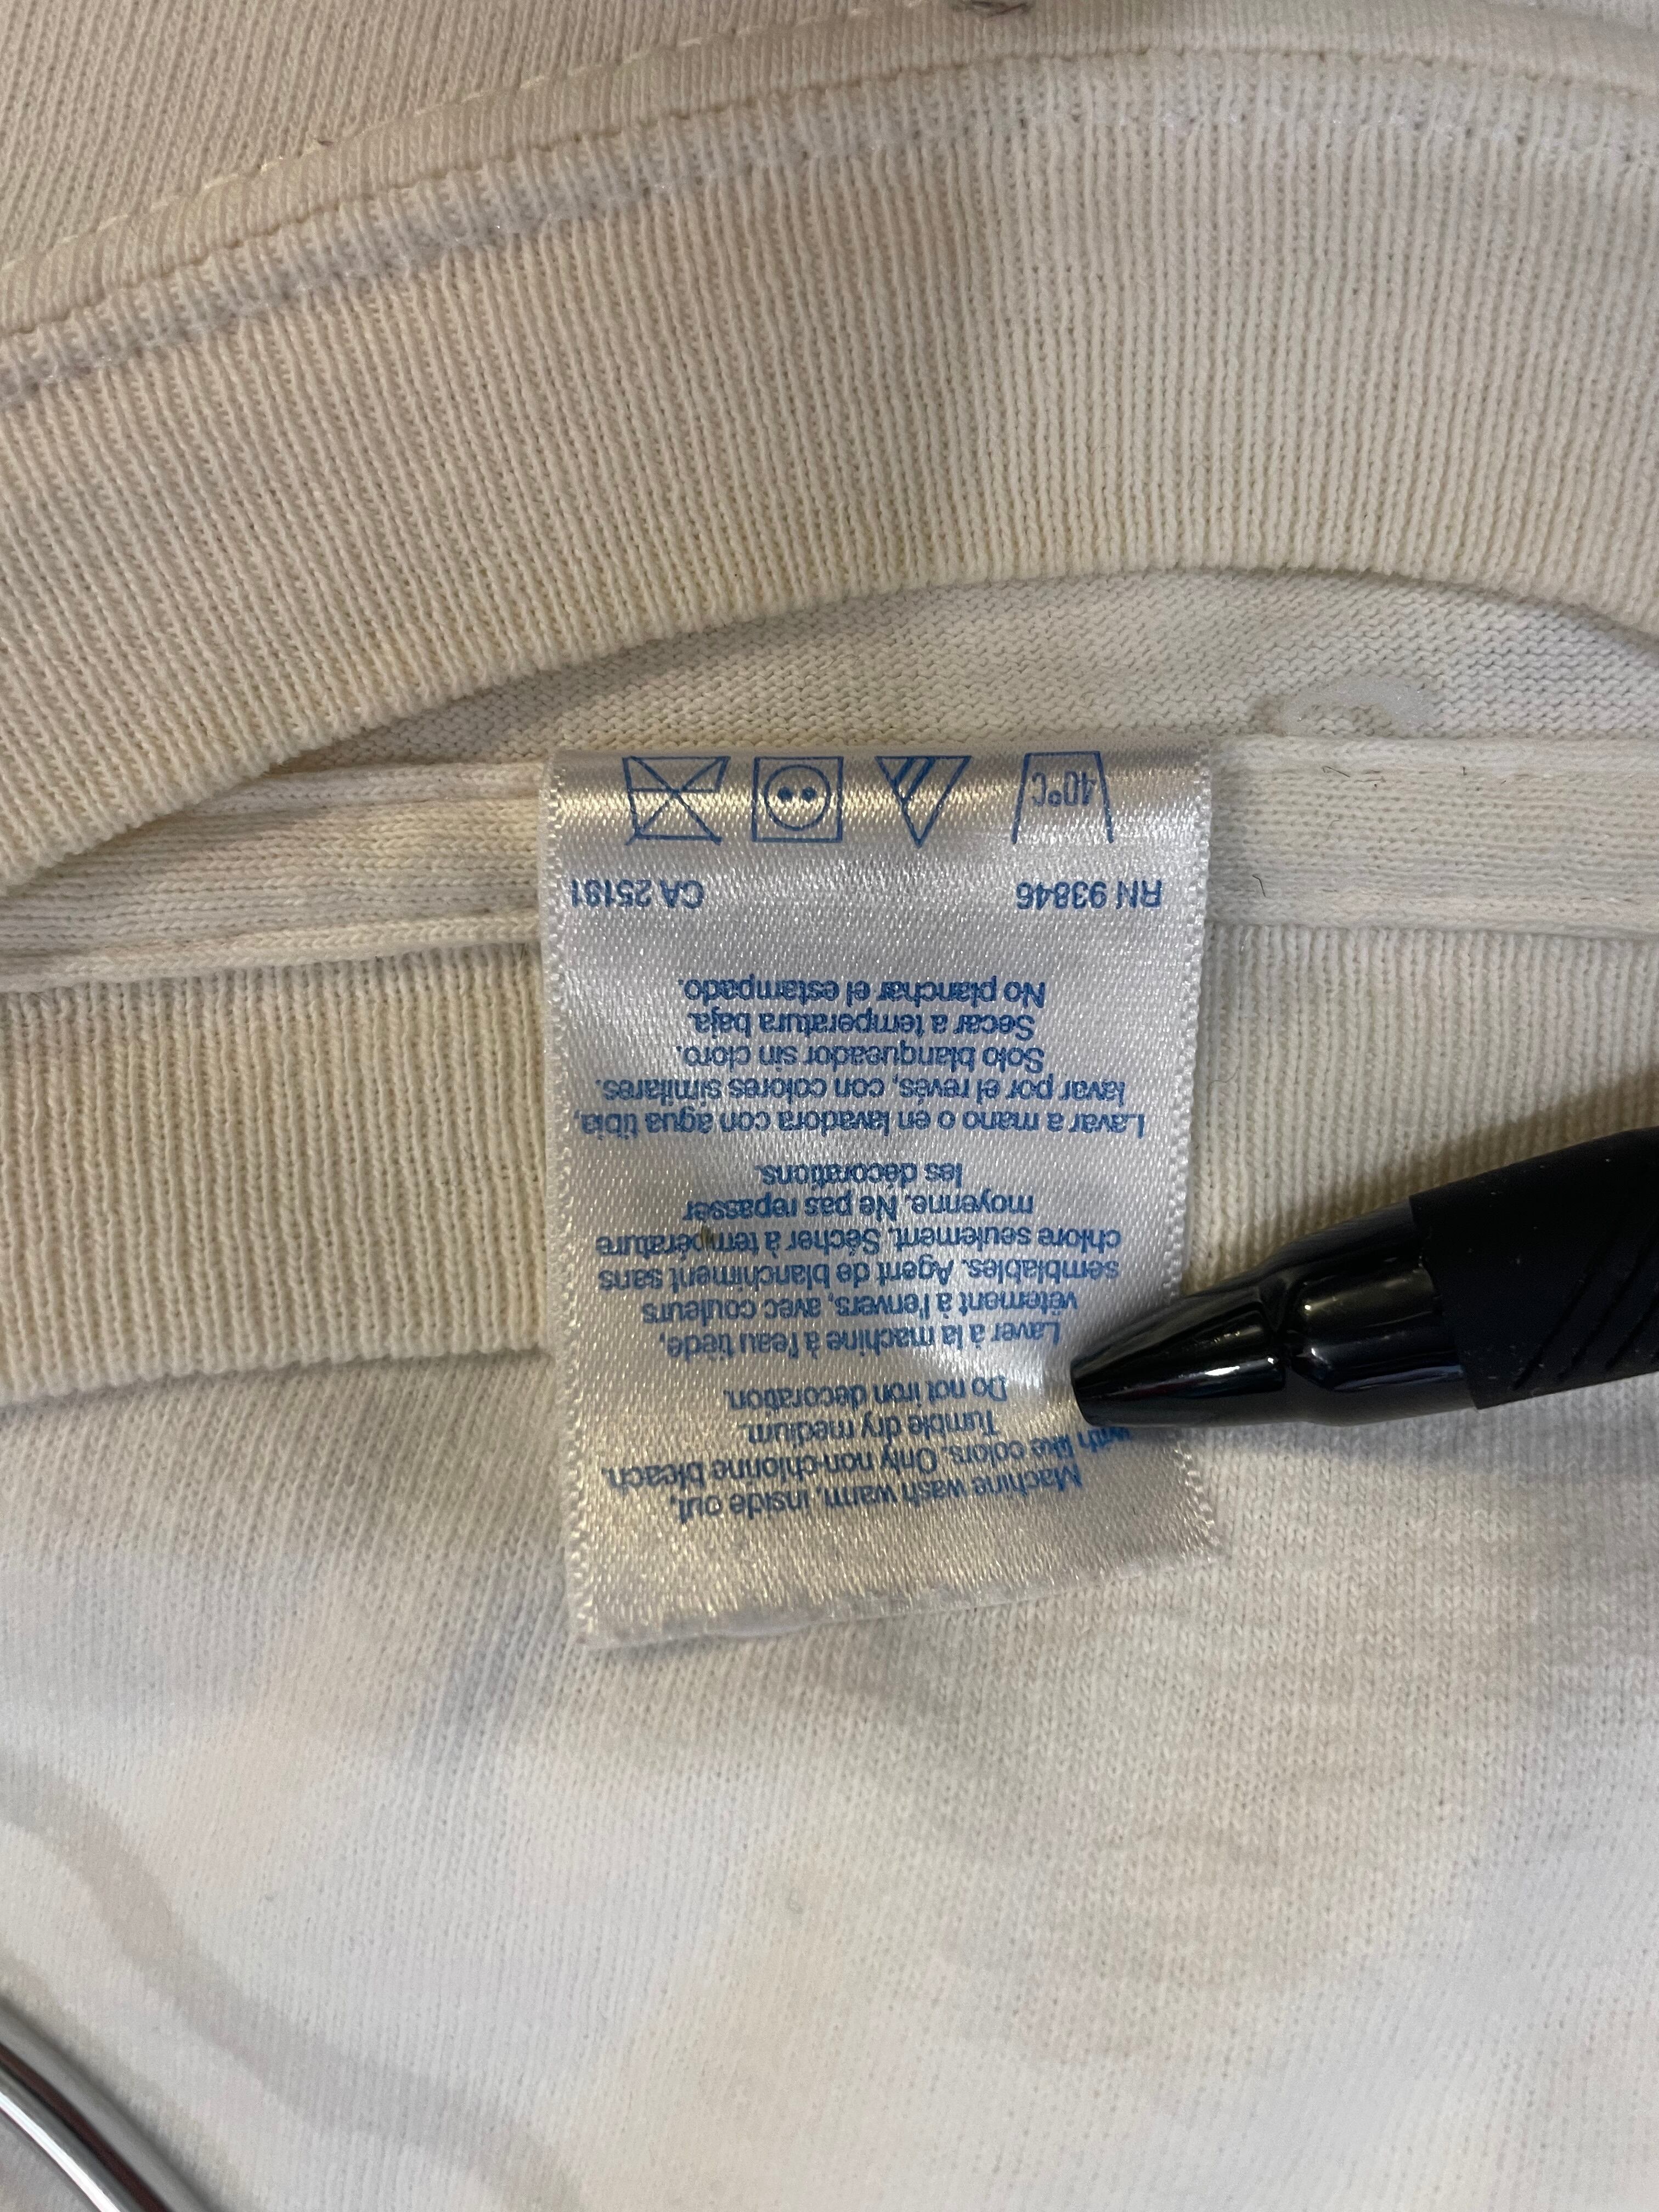 Machine wash warm, inside out,
with like colors. Only non-chlorine bleach.
Tumble dry medium.
Do not iron decoration.
Laver à la machine à l'eau tiède,
vêtement à l'envers, avec couleurs
semblables. Agent de blanchiment sans
chlore seulement. Sécher à température
moyenne. Ne pas repasser
les décorations.
Lavar a mano o en lavadora con agua tibia,
lavar por el revés, con colores similares.
Solo blanqueador sin cloro.
Secar a temperatura baja.
No planchar el estampado.
RN 93846 CA 25181
40°C